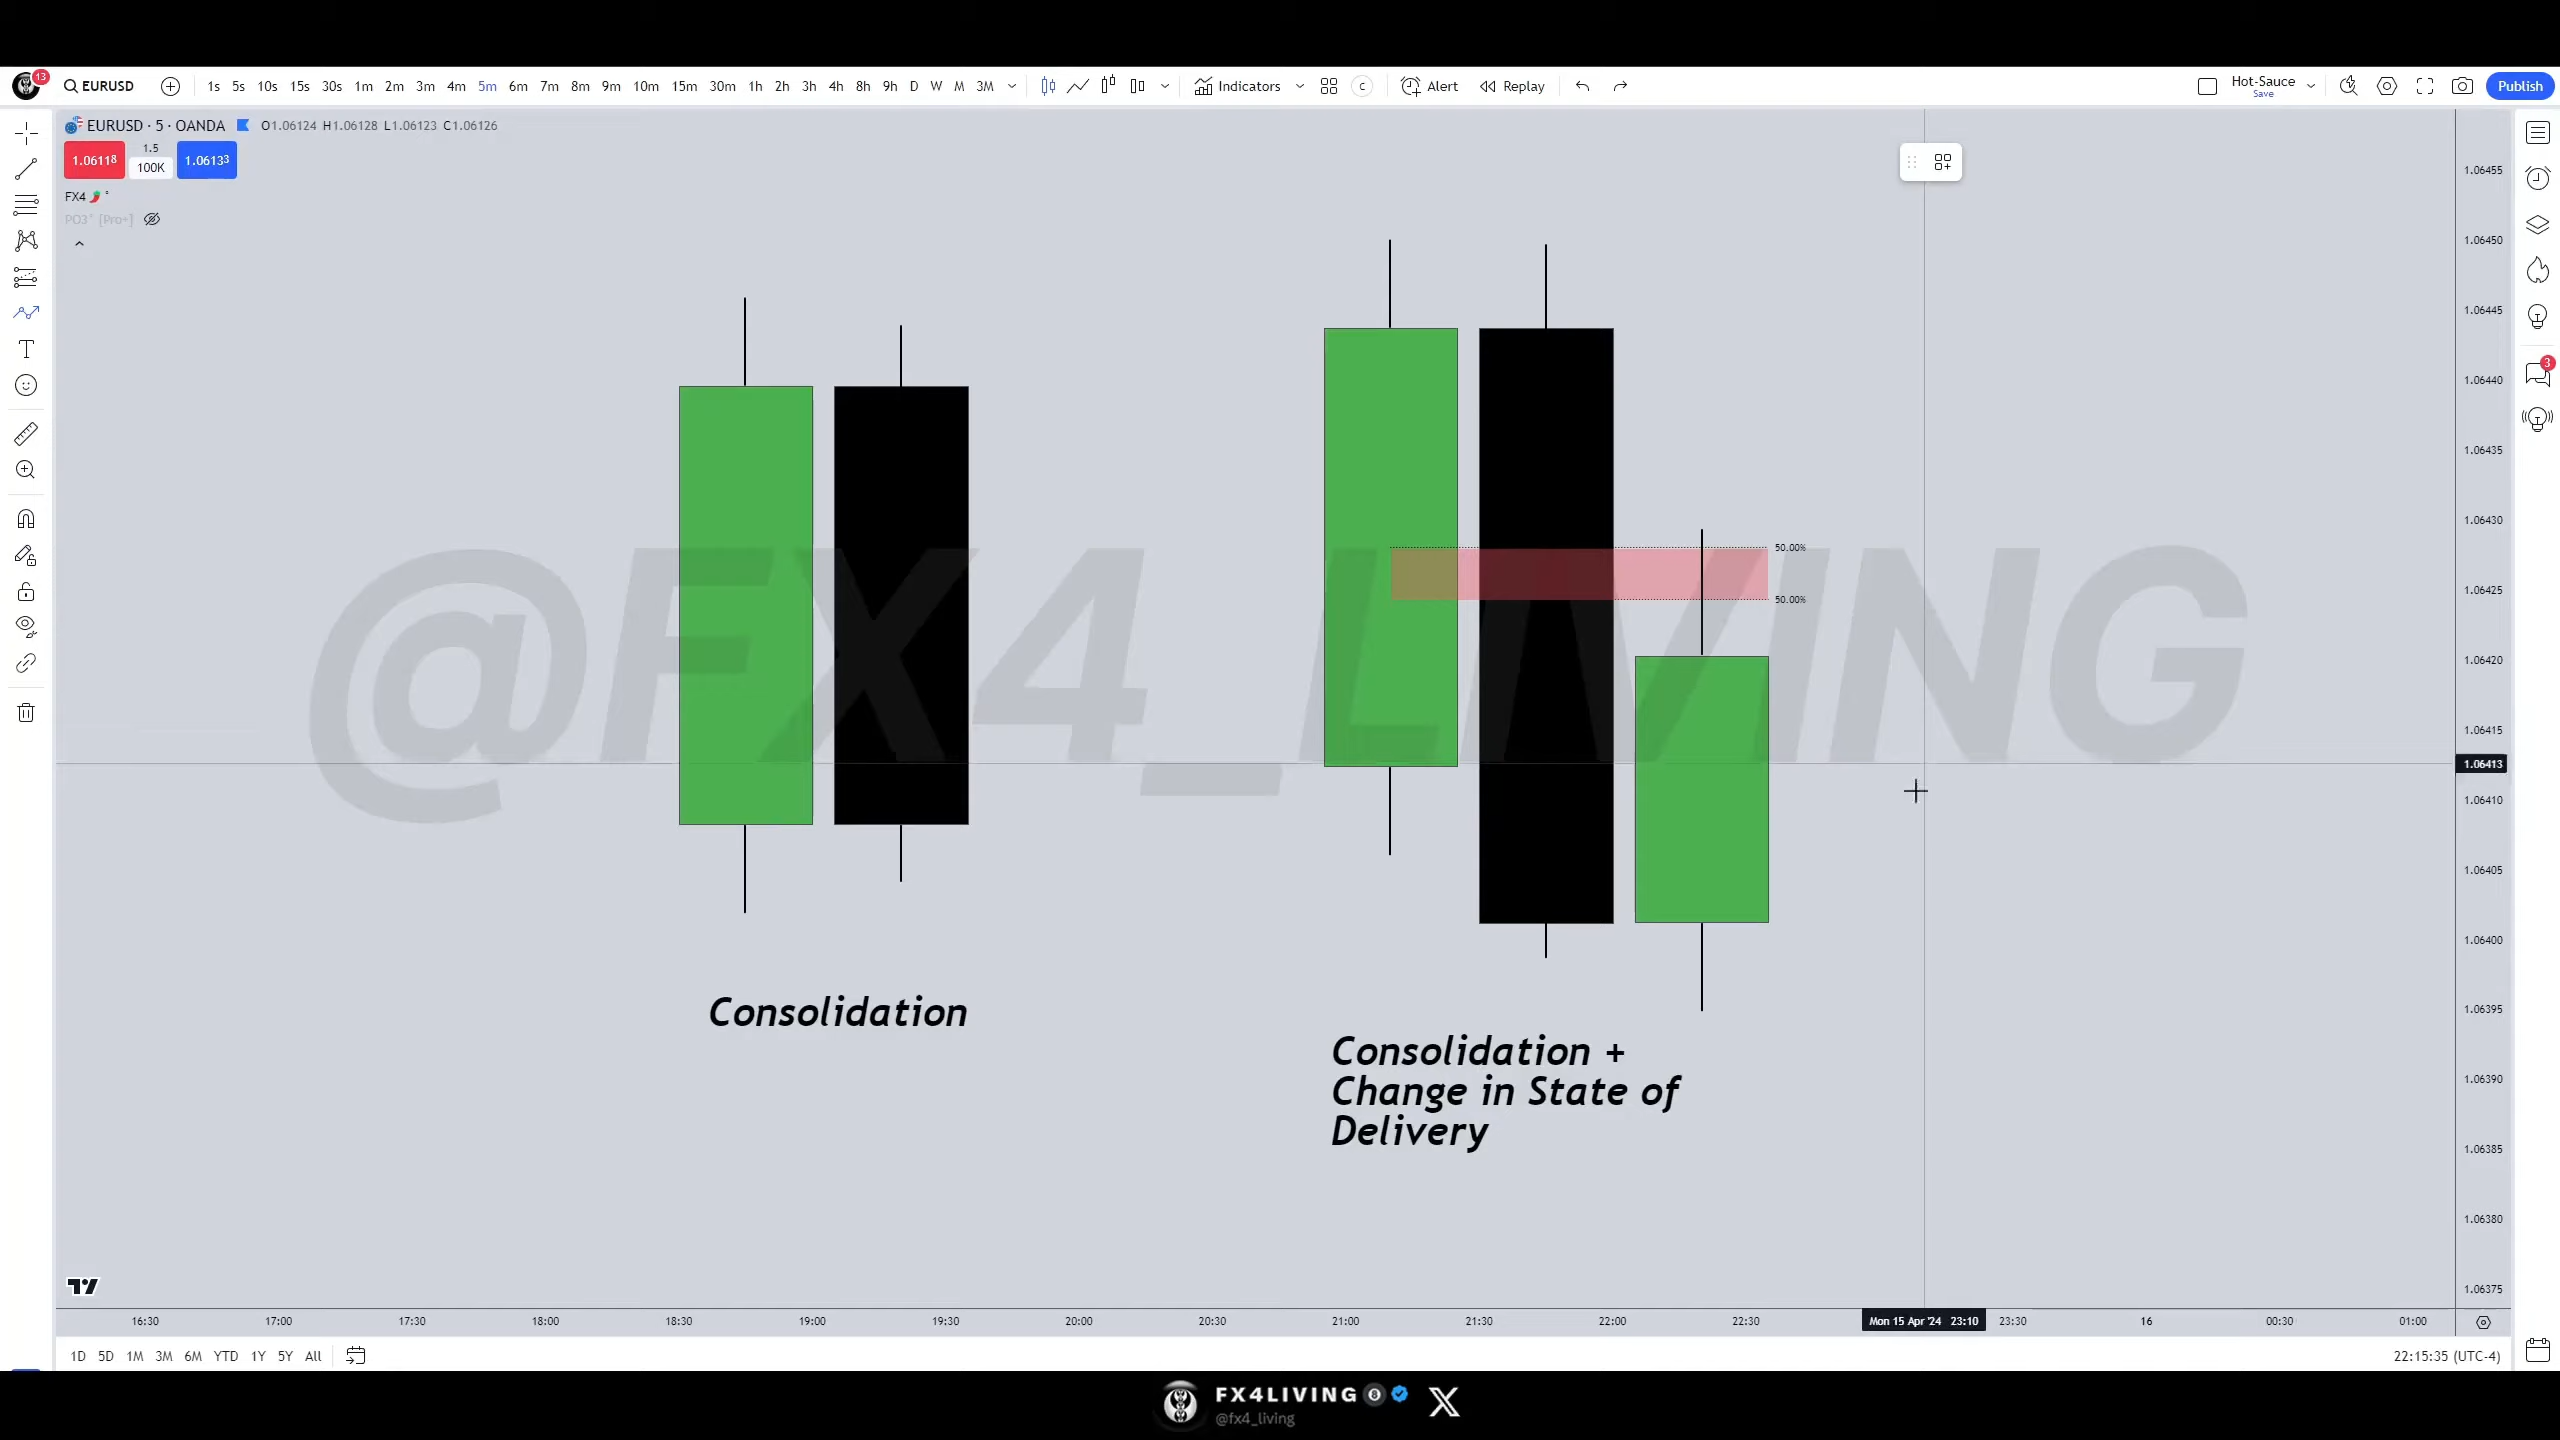 13
EURUSD 1s 5s 10s 15s 30s 1m 2m 3m 4m 5m 6m 7m 8m 9m 10m 15m 30m 1h 2h 3h 4h 8h 9h D W M 3M Indicators C Alert Replay Hot-Sauce Publish
Save
EURUSD · 5 · OANDA O1.06124 H1.06128 L1.06123 C1.06126
1.06118 1.5 1.06133
100K
FX4
PO3° [Pro+]
1.06455
1.06450
1.06445
1.06440
1.06435
1.06430
1.06425
1.06420
1.06415
1.06413
1.06410
1.06405
1.06400
1.06395
1.06390
1.06385
1.06380
1.06375
3
50.00%
50.00%
@FX4_LIVING
Consolidation
Consolidation +
Change in State of
Delivery
16:30 17:00 17:30 18:00 18:30 19:00 19:30 20:00 20:30 21:00 21:30 22:00 22:30 Mon 15 Apr '24 23:10 23:30 16 00:30 01:00
1D 5D 1M 3M 6M YTD 1Y 5Y All 22:15:35 (UTC-4)
FX4LIVING
@fx4_living